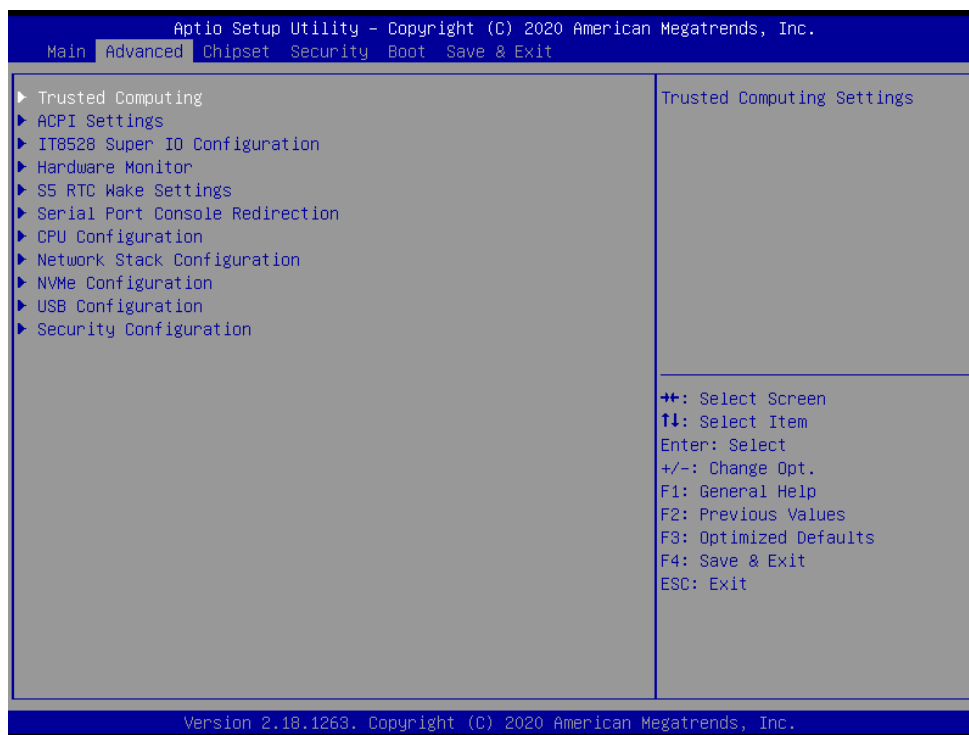 Aptio Setup Utility – Copyright (C) 2020 American Megatrends, Inc.
Main Advanced Chipset Security Boot Save & Exit
Trusted Computing
ACPI Settings
IT8528 Super IO Configuration
Hardware Monitor
S5 RTC Wake Settings
Serial Port Console Redirection
CPU Configuration
Network Stack Configuration
NVMe Configuration
USB Configuration
Security Configuration
Trusted Computing Settings
→←: Select Screen
↑↓: Select Item
Enter: Select
+/-: Change Opt.
F1: General Help
F2: Previous Values
F3: Optimized Defaults
F4: Save & Exit
ESC: Exit
Version 2.18.1263. Copyright (C) 2020 American Megatrends, Inc.